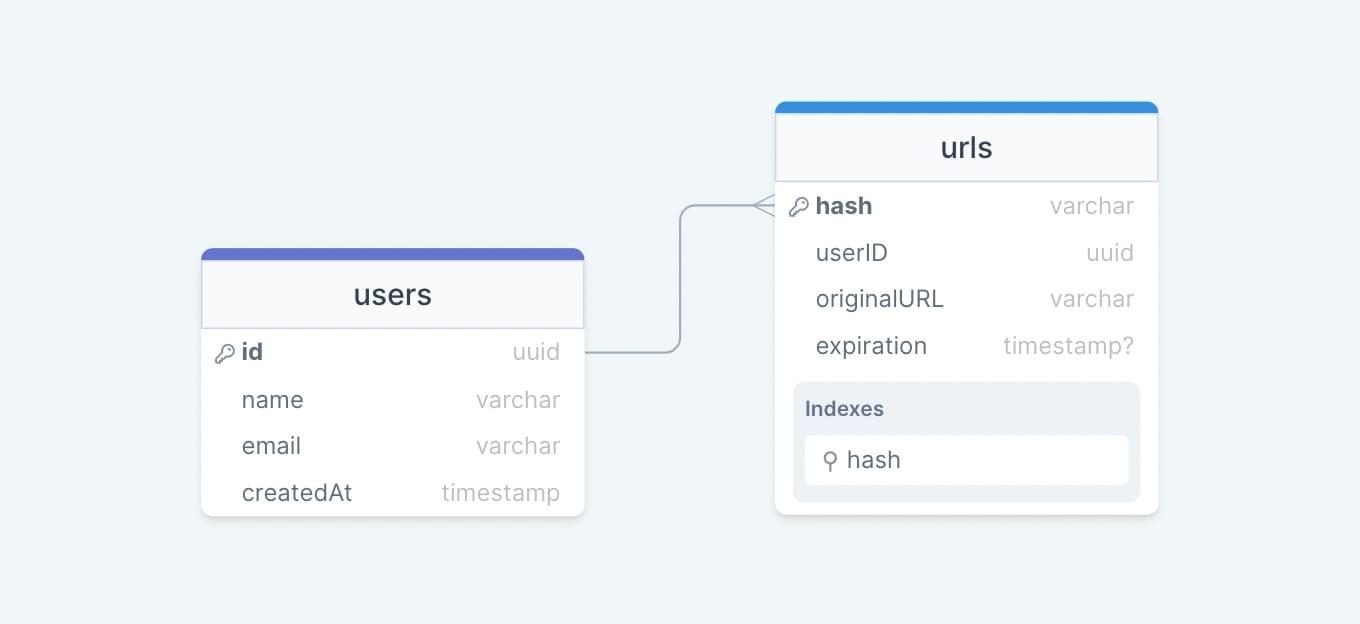 users
id uuid
name varchar
email varchar
createdAt timestamp
urls
hash varchar
userID uuid
originalURL varchar
expiration timestamp?
Indexes
hash